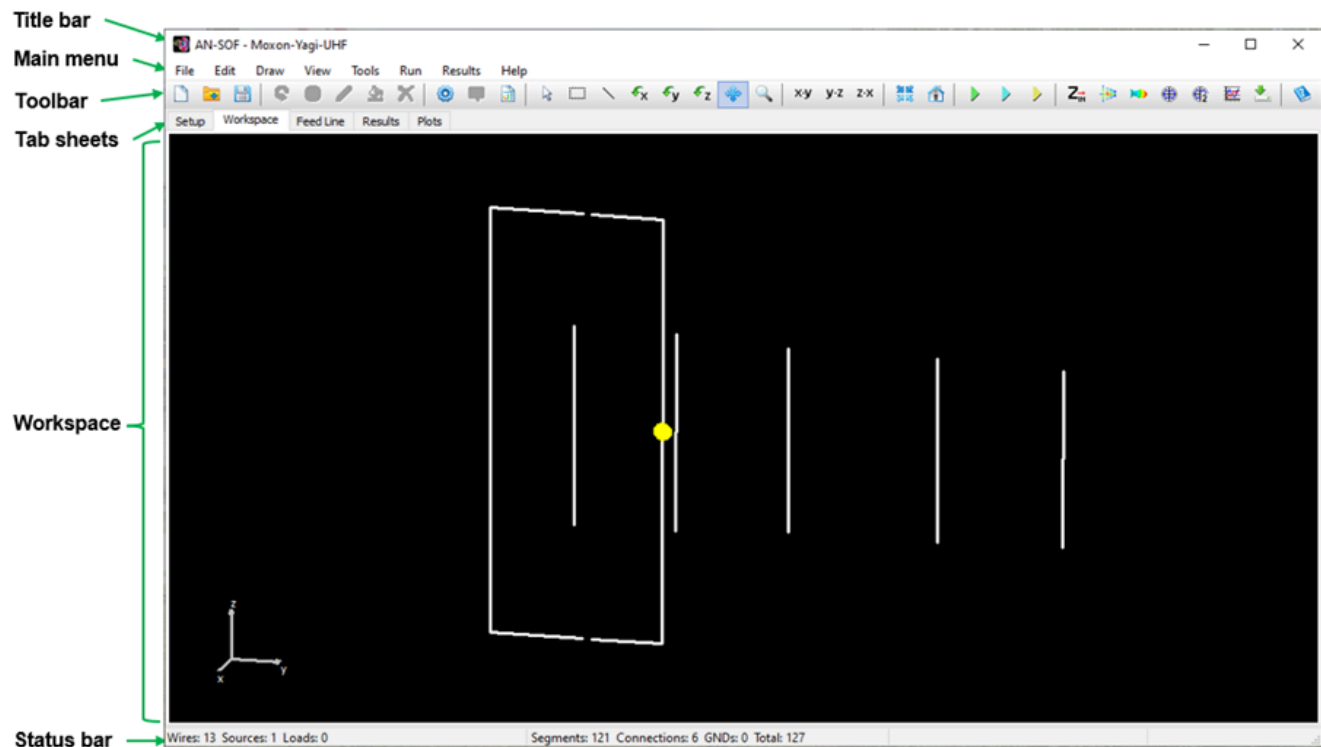 Title bar
AN-SOF - Moxon-Yagi-UHF
Main menu
File Edit Draw View Tools Run Results Help
Toolbar
x y z x-y y-z z-x Z IN 2
Tab sheets
Setup Workspace Feed Line Results Plots
Workspace
z
y
x
Status bar
Wires: 13 Sources: 1 Loads: 0 Segments: 121 Connections: 6 GNDs: 0 Total: 127